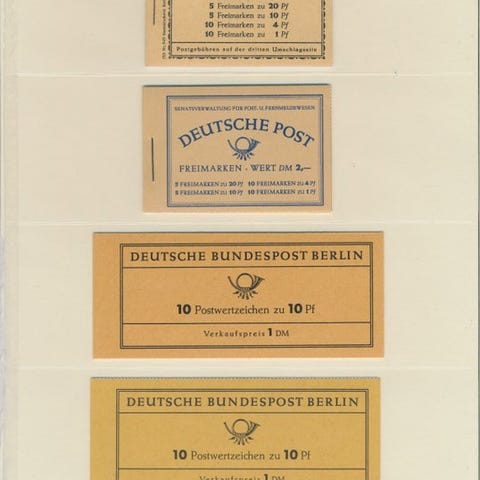 5 Freimarken zu 20 Pf
5 Freimarken zu 10 Pf
10 Freimarken zu 4 Pf
10 Freimarken zu 1 Pf
Postgebühren auf der dritten Umschlagseite
SENATSVERWALTUNG FÜR POST- U. FERNMELDEWESEN
DEUTSCHE POST
FREIMARKEN · WERT DM 2,—
5 FREIMARKEN ZU 20 Pf 10 FREIMARKEN ZU 4 Pf
5 FREIMARKEN ZU 10 Pf 10 FREIMARKEN ZU 1 Pf
DEUTSCHE BUNDESPOST BERLIN
10 Postwertzeichen zu 10 Pf
Verkaufspreis 1 DM
DEUTSCHE BUNDESPOST BERLIN
10 Postwertzeichen zu 10 Pf
Verkaufspreis 1 DM